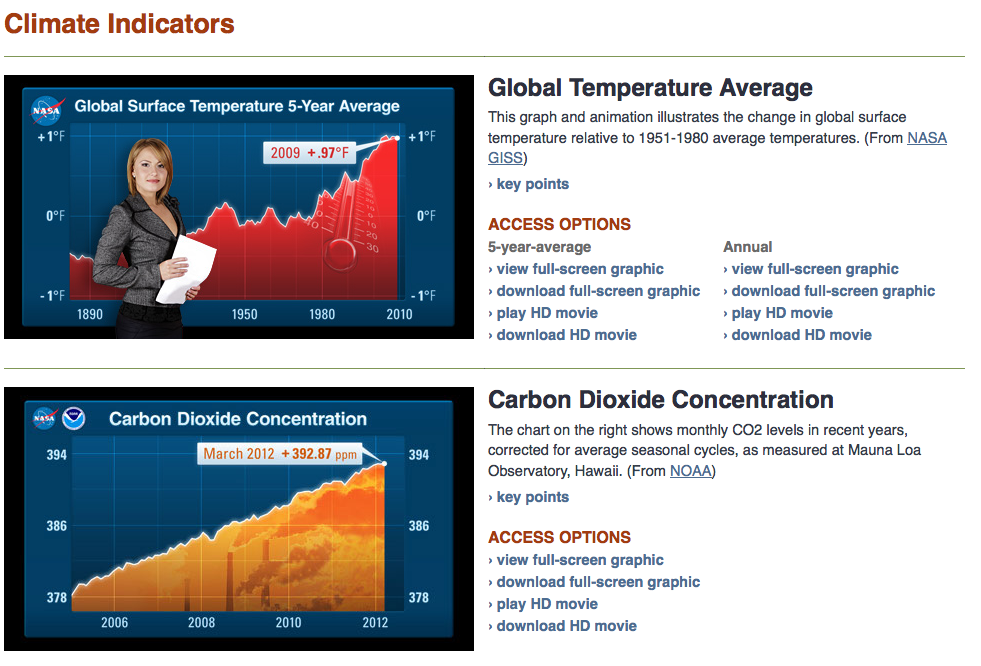 Climate Indicators
NASA
Global Surface Temperature 5-Year Average
+1°F
+1°F
2009 +.97°F
0°F
0°F
-1°F
-1°F
1890
1950
1980
2010
Global Temperature Average
This graph and animation illustrates the change in global surface
temperature relative to 1951-1980 average temperatures. (From NASA
GISS)
› key points
ACCESS OPTIONS
5-year-average
› view full-screen graphic
› download full-screen graphic
› play HD movie
› download HD movie
Annual
› view full-screen graphic
› download full-screen graphic
› play HD movie
› download HD movie
NASA
Carbon Dioxide Concentration
394
394
March 2012 +392.87 ppm
386
386
378
378
2006
2008
2010
2012
Carbon Dioxide Concentration
The chart on the right shows monthly CO2 levels in recent years,
corrected for average seasonal cycles, as measured at Mauna Loa
Observatory, Hawaii. (From NOAA)
› key points
ACCESS OPTIONS
› view full-screen graphic
› download full-screen graphic
› play HD movie
› download HD movie